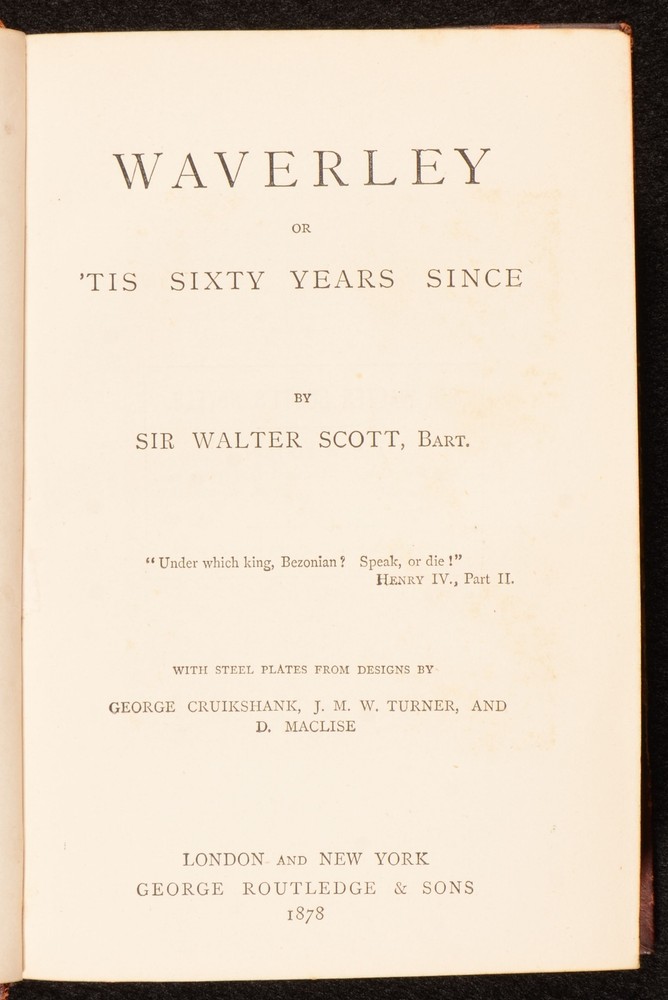 WAVERLEY
OR
’TIS SIXTY YEARS SINCE
BY
SIR WALTER SCOTT, BART.
“Under which king, Bezonian? Speak, or die!”
HENRY IV., Part II.
WITH STEEL PLATES FROM DESIGNS BY
GEORGE CRUIKSHANK, J. M. W. TURNER, AND
D. MACLISE
LONDON AND NEW YORK
GEORGE ROUTLEDGE & SONS
1878